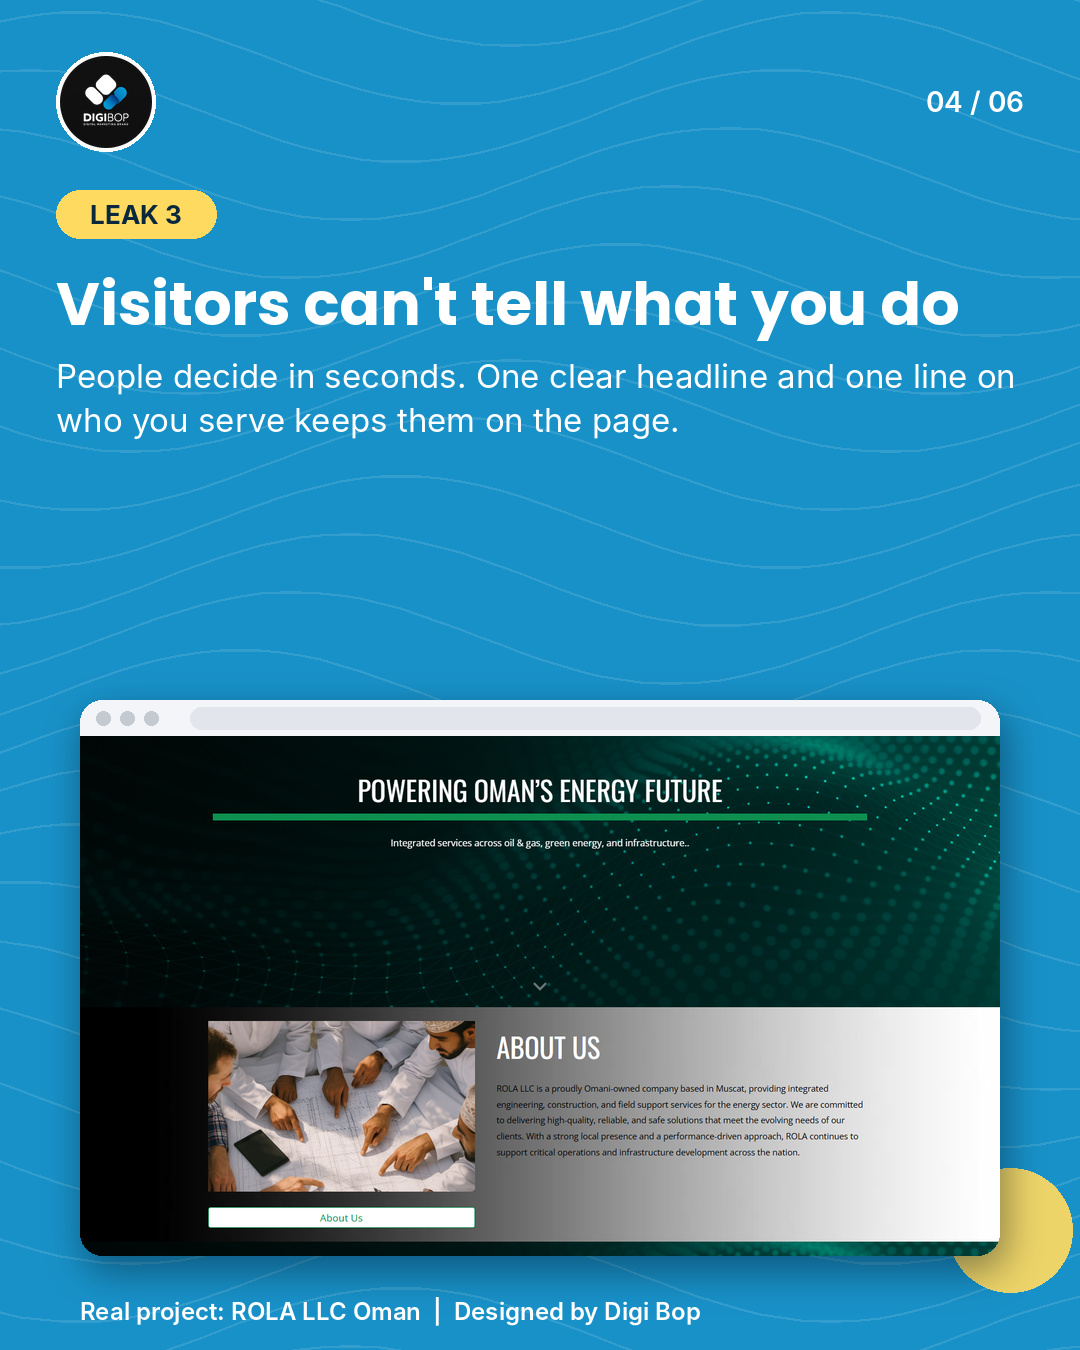 DIGIBOP
DIGITAL MARKETING BRAND
04 / 06
LEAK 3
Visitors can't tell what you do
People decide in seconds. One clear headline and one line on
who you serve keeps them on the page.
POWERING OMAN’S ENERGY FUTURE
Integrated services across oil & gas, green energy, and infrastructure..
ABOUT US
ROLA LLC is a proudly Omani-owned company based in Muscat, providing integrated
engineering, construction, and field support services for the energy sector. We are committed
to delivering high-quality, reliable, and safe solutions that meet the evolving needs of our
clients. With a strong local presence and a performance-driven approach, ROLA continues to
support critical operations and infrastructure development across the nation.
About Us
Real project: ROLA LLC Oman | Designed by Digi Bop